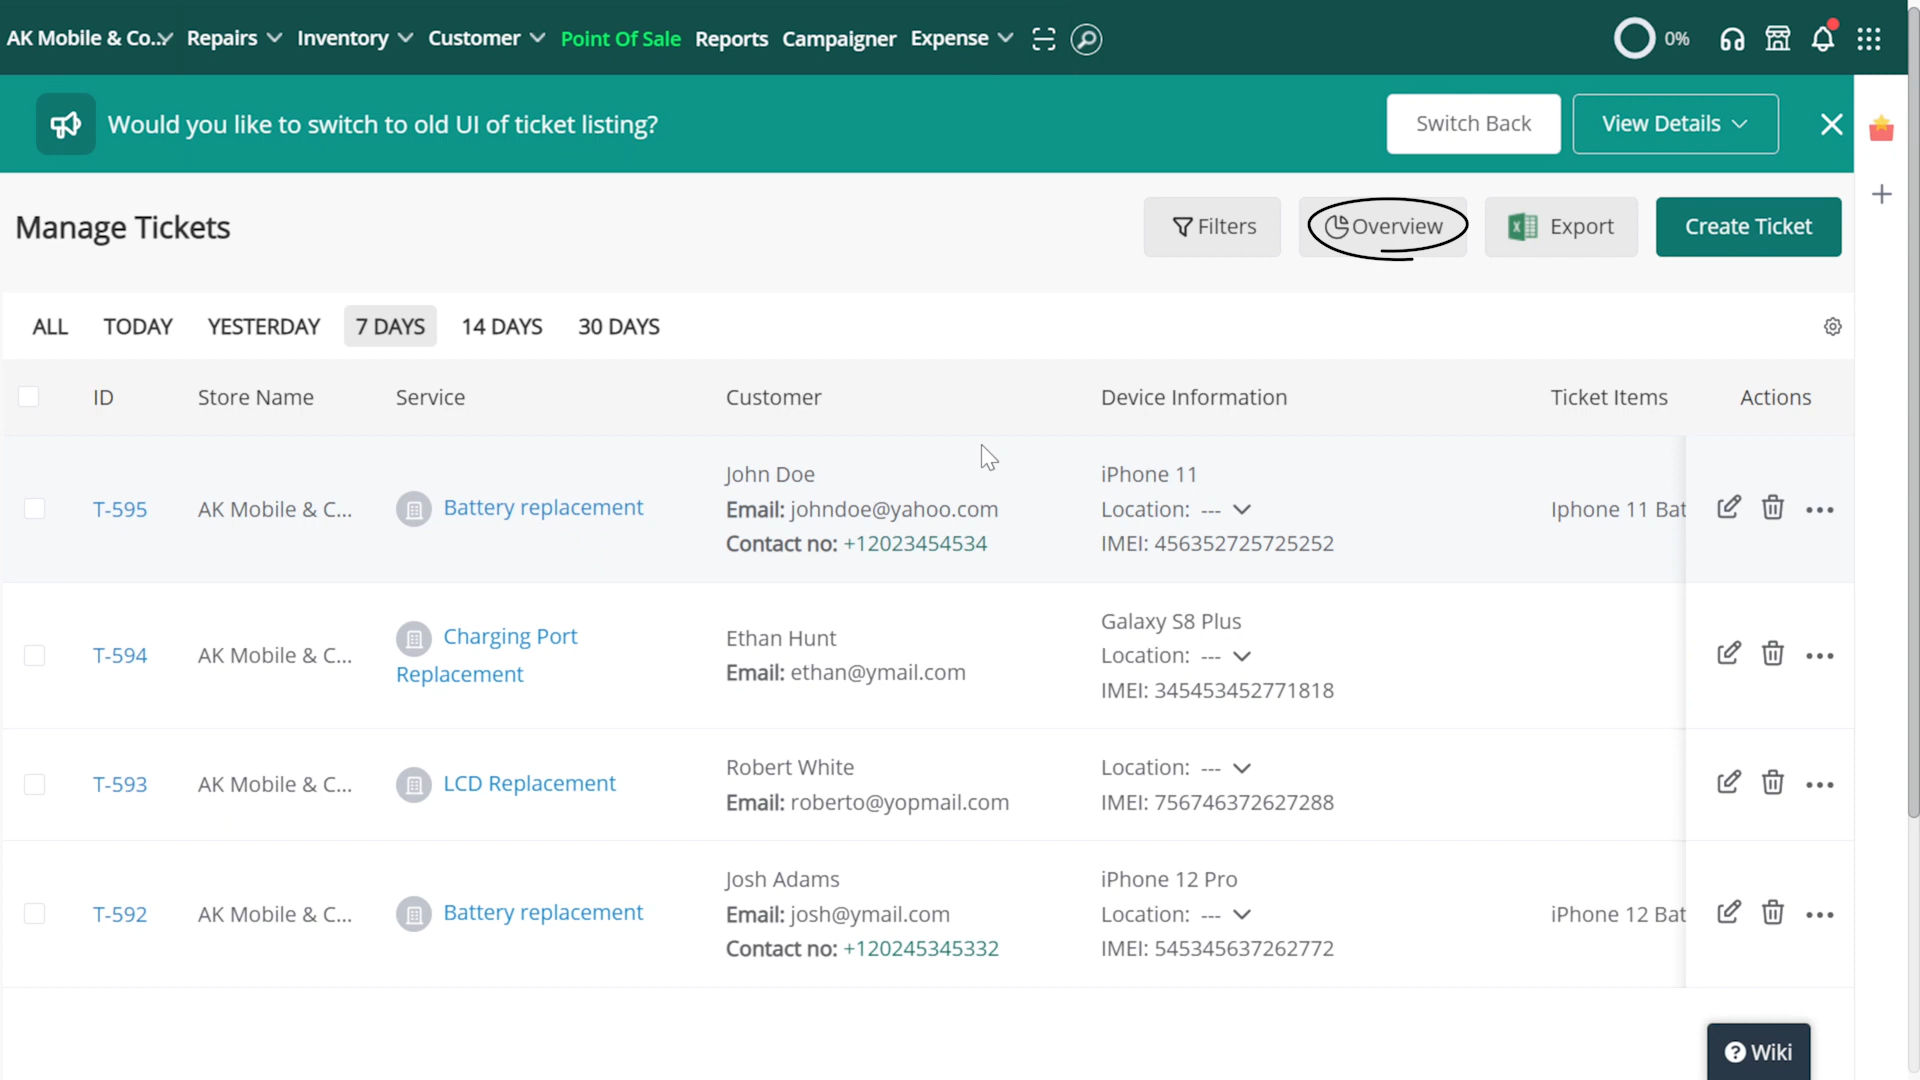 AK Mobile & Co... Repairs Inventory Customer Point Of Sale Reports Campaigner Expense 0%
Would you like to switch to old UI of ticket listing? Switch Back View Details
Manage Tickets Filters Overview Export Create Ticket
ALL TODAY YESTERDAY 7 DAYS 14 DAYS 30 DAYS
ID Store Name Service Customer Device Information Ticket Items Actions
John Doe iPhone 11
T-595 AK Mobile & C... Battery replacement Email: johndoe@yahoo.com Location: --- Iphone 11 Bat
Contact no: +12023454534 IMEI: 456352725725252
Galaxy S8 Plus
Charging Port Ethan Hunt
T-594 AK Mobile & C... Location: ---
Replacement Email: ethan@ymail.com
IMEI: 345453452771818
Robert White Location: ---
T-593 AK Mobile & C... LCD Replacement
Email: roberto@yopmail.com IMEI: 756746372627288
Josh Adams iPhone 12 Pro
T-592 AK Mobile & C... Battery replacement Email: josh@ymail.com Location: --- iPhone 12 Bat
Contact no: +120245345332 IMEI: 545345637262772
? Wiki